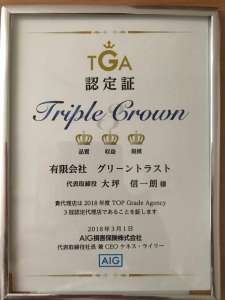 TGA
認定証
Triple Crown
品質 収益 規模
有限会社 グリーントラスト
代表取締役 大坪 信一朗 様
貴代理店は2018年度 TOP Grade Agency
3冠認定代理店であることを証します
2018年3月1日
AIG損害保険株式会社
代表取締役社長 兼 CEO ケネス・ライリー
AIG